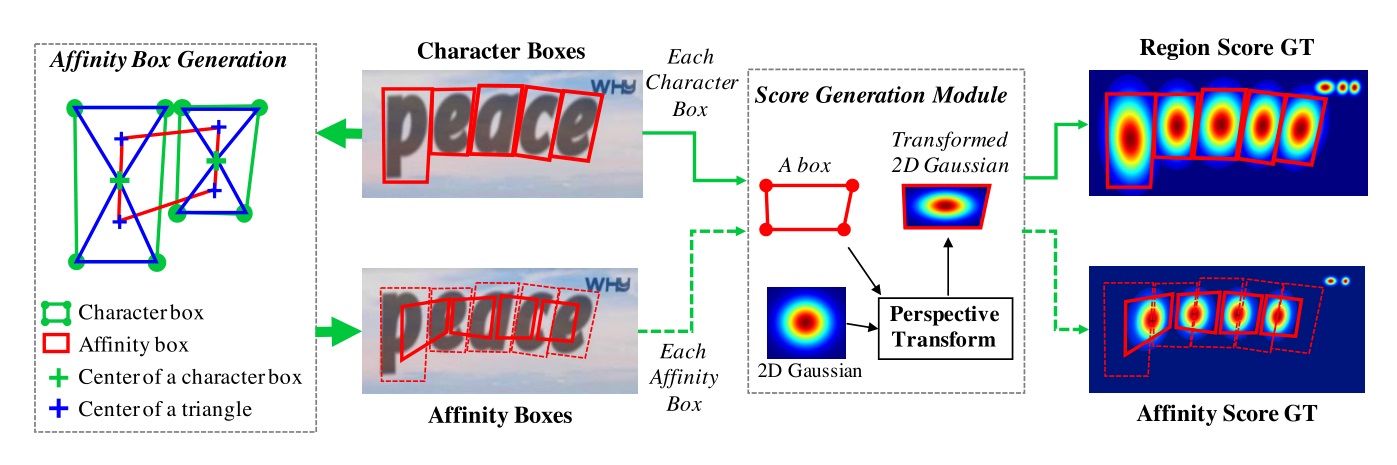 Affinity Box Generation
Character box
Affinity box
Center of a character box
Center of a triangle
Character Boxes
peace
WHY
peace
WHY
Affinity Boxes
Each
Character
Box
Each
Affinity
Box
Score Generation Module
A box
Transformed
2D Gaussian
2D Gaussian
Perspective
Transform
Region Score GT
Affinity Score GT